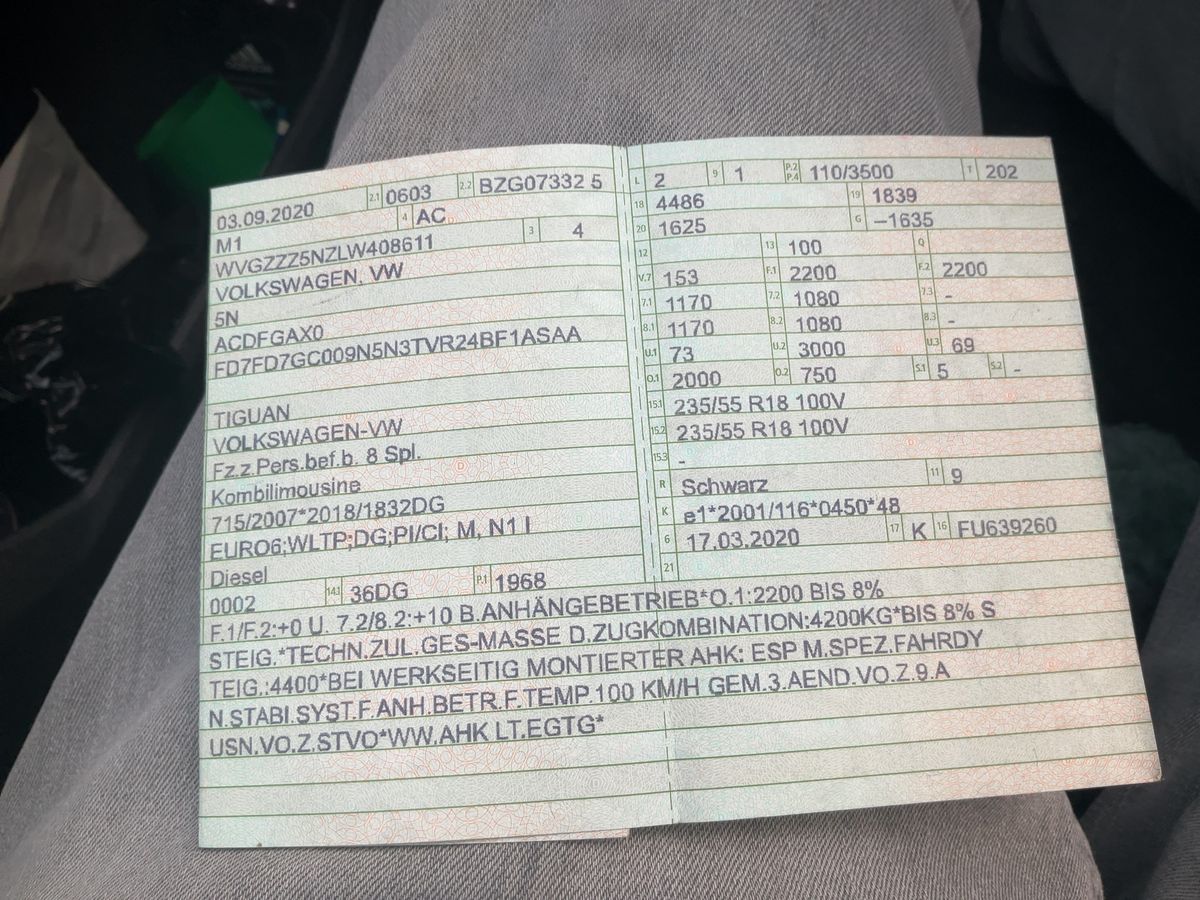 03.09.2020 2.1 0603 2.2 BZG07332 5
M1 4 AC
WVGZZZ5NZLW408611 3 4
VOLKSWAGEN, VW
5N
ACDFGAX0
FD7FD7GC009N5N3TVR24BF1ASAA
TIGUAN
VOLKSWAGEN-VW
Fz.z.Pers.bef.b. 8 Spl.
Kombilimousine
715/2007*2018/1832DG
EURO6;WLTP;DG;PI/CI; M, N1 I
Diesel
0002 14.1 36DG P.1 1968
L 2 9 1 P.2 P.4 110/3500 T 202
18 4486 19 1839
20 1625 G –1635
12 13 100 Q
V.7 153 F.1 2200 F.2 2200
7.1 1170 7.2 1080 7.3 -
8.1 1170 8.2 1080 8.3 -
U.1 73 U.2 3000 U.3 69
O.1 2000 O.2 750 S.1 5 S.2 -
15.1 235/55 R18 100V
15.2 235/55 R18 100V
15.3 -
R Schwarz 11 9
K e1*2001/116*0450*48
6 17.03.2020 17 K 16 FU639260
21
F.1/F.2:+0 U. 7.2/8.2:+10 B.ANHÄNGEBETRIEB*O.1:2200 BIS 8%
STEIG.*TECHN.ZUL.GES-MASSE D.ZUGKOMBINATION:4200KG*BIS 8% S
TEIG.:4400*BEI WERKSEITIG MONTIERTER AHK: ESP M.SPEZ.FAHRDY
N.STABI.SYST.F.ANH.BETR.F.TEMP.100 KM/H GEM.3.AEND.VO.Z.9.A
USN.VO.Z.STVO*WW.AHK LT.EGTG*